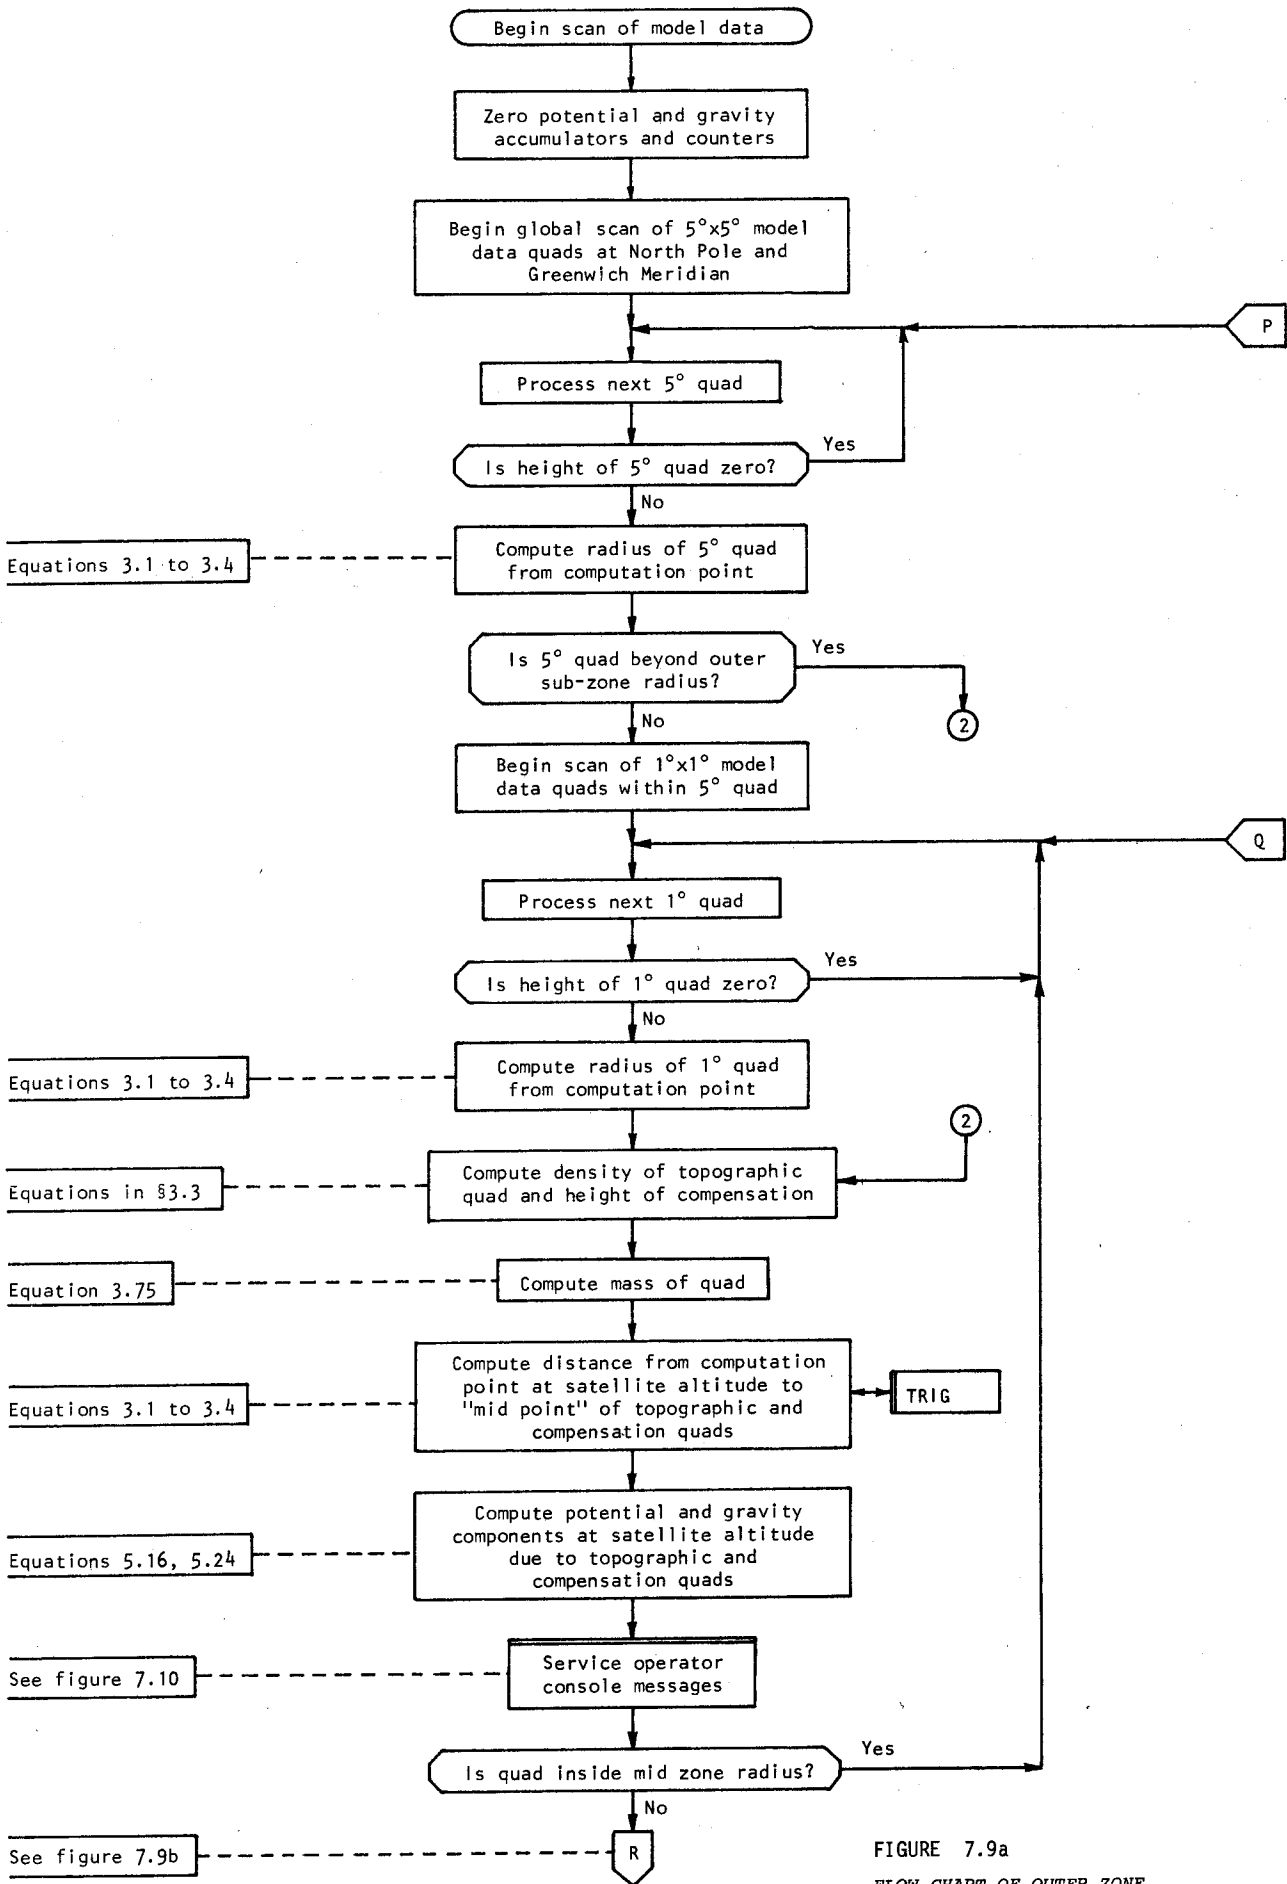 Begin scan of model data
Zero potential and gravity
accumulators and counters
Begin global scan of 5°x5° model
data quads at North Pole and
Greenwich Meridian
P
Process next 5° quad
Is height of 5° quad zero?
Yes
No
Equations 3.1 to 3.4
Compute radius of 5° quad
from computation point
Is 5° quad beyond outer
sub-zone radius?
Yes
No
2
Begin scan of 1°x1° model
data quads within 5° quad
Q
Process next 1° quad
Is height of 1° quad zero?
Yes
No
Equations 3.1 to 3.4
Compute radius of 1° quad
from computation point
2
Equations in §3.3
Compute density of topographic
quad and height of compensation
Equation 3.75
Compute mass of quad
Equations 3.1 to 3.4
Compute distance from computation
point at satellite altitude to
"mid point" of topographic and
compensation quads
TRIG
Equations 5.16, 5.24
Compute potential and gravity
components at satellite altitude
due to topographic and
compensation quads
See figure 7.10
Service operator
console messages
Is quad inside mid zone radius?
Yes
No
See figure 7.9b
R
FIGURE 7.9a
FLOW CHART OF OUTER ZONE